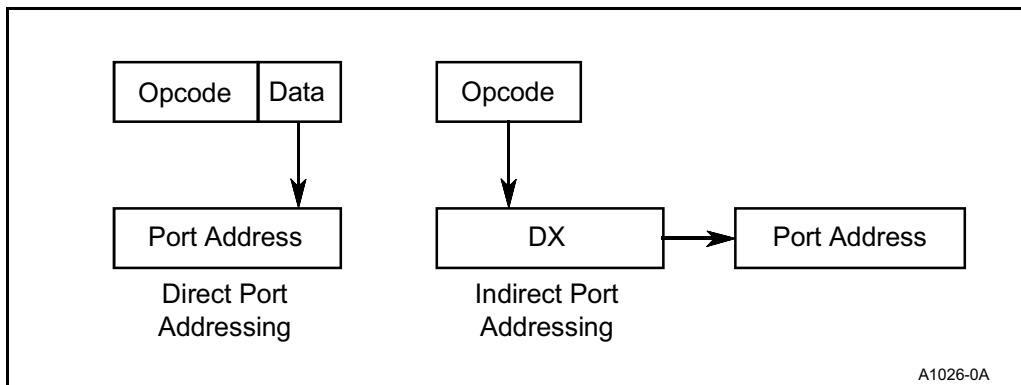 Opcode Data
Port Address
Direct Port
Addressing
Opcode
DX
Port Address
Indirect Port
Addressing
A1026-0A